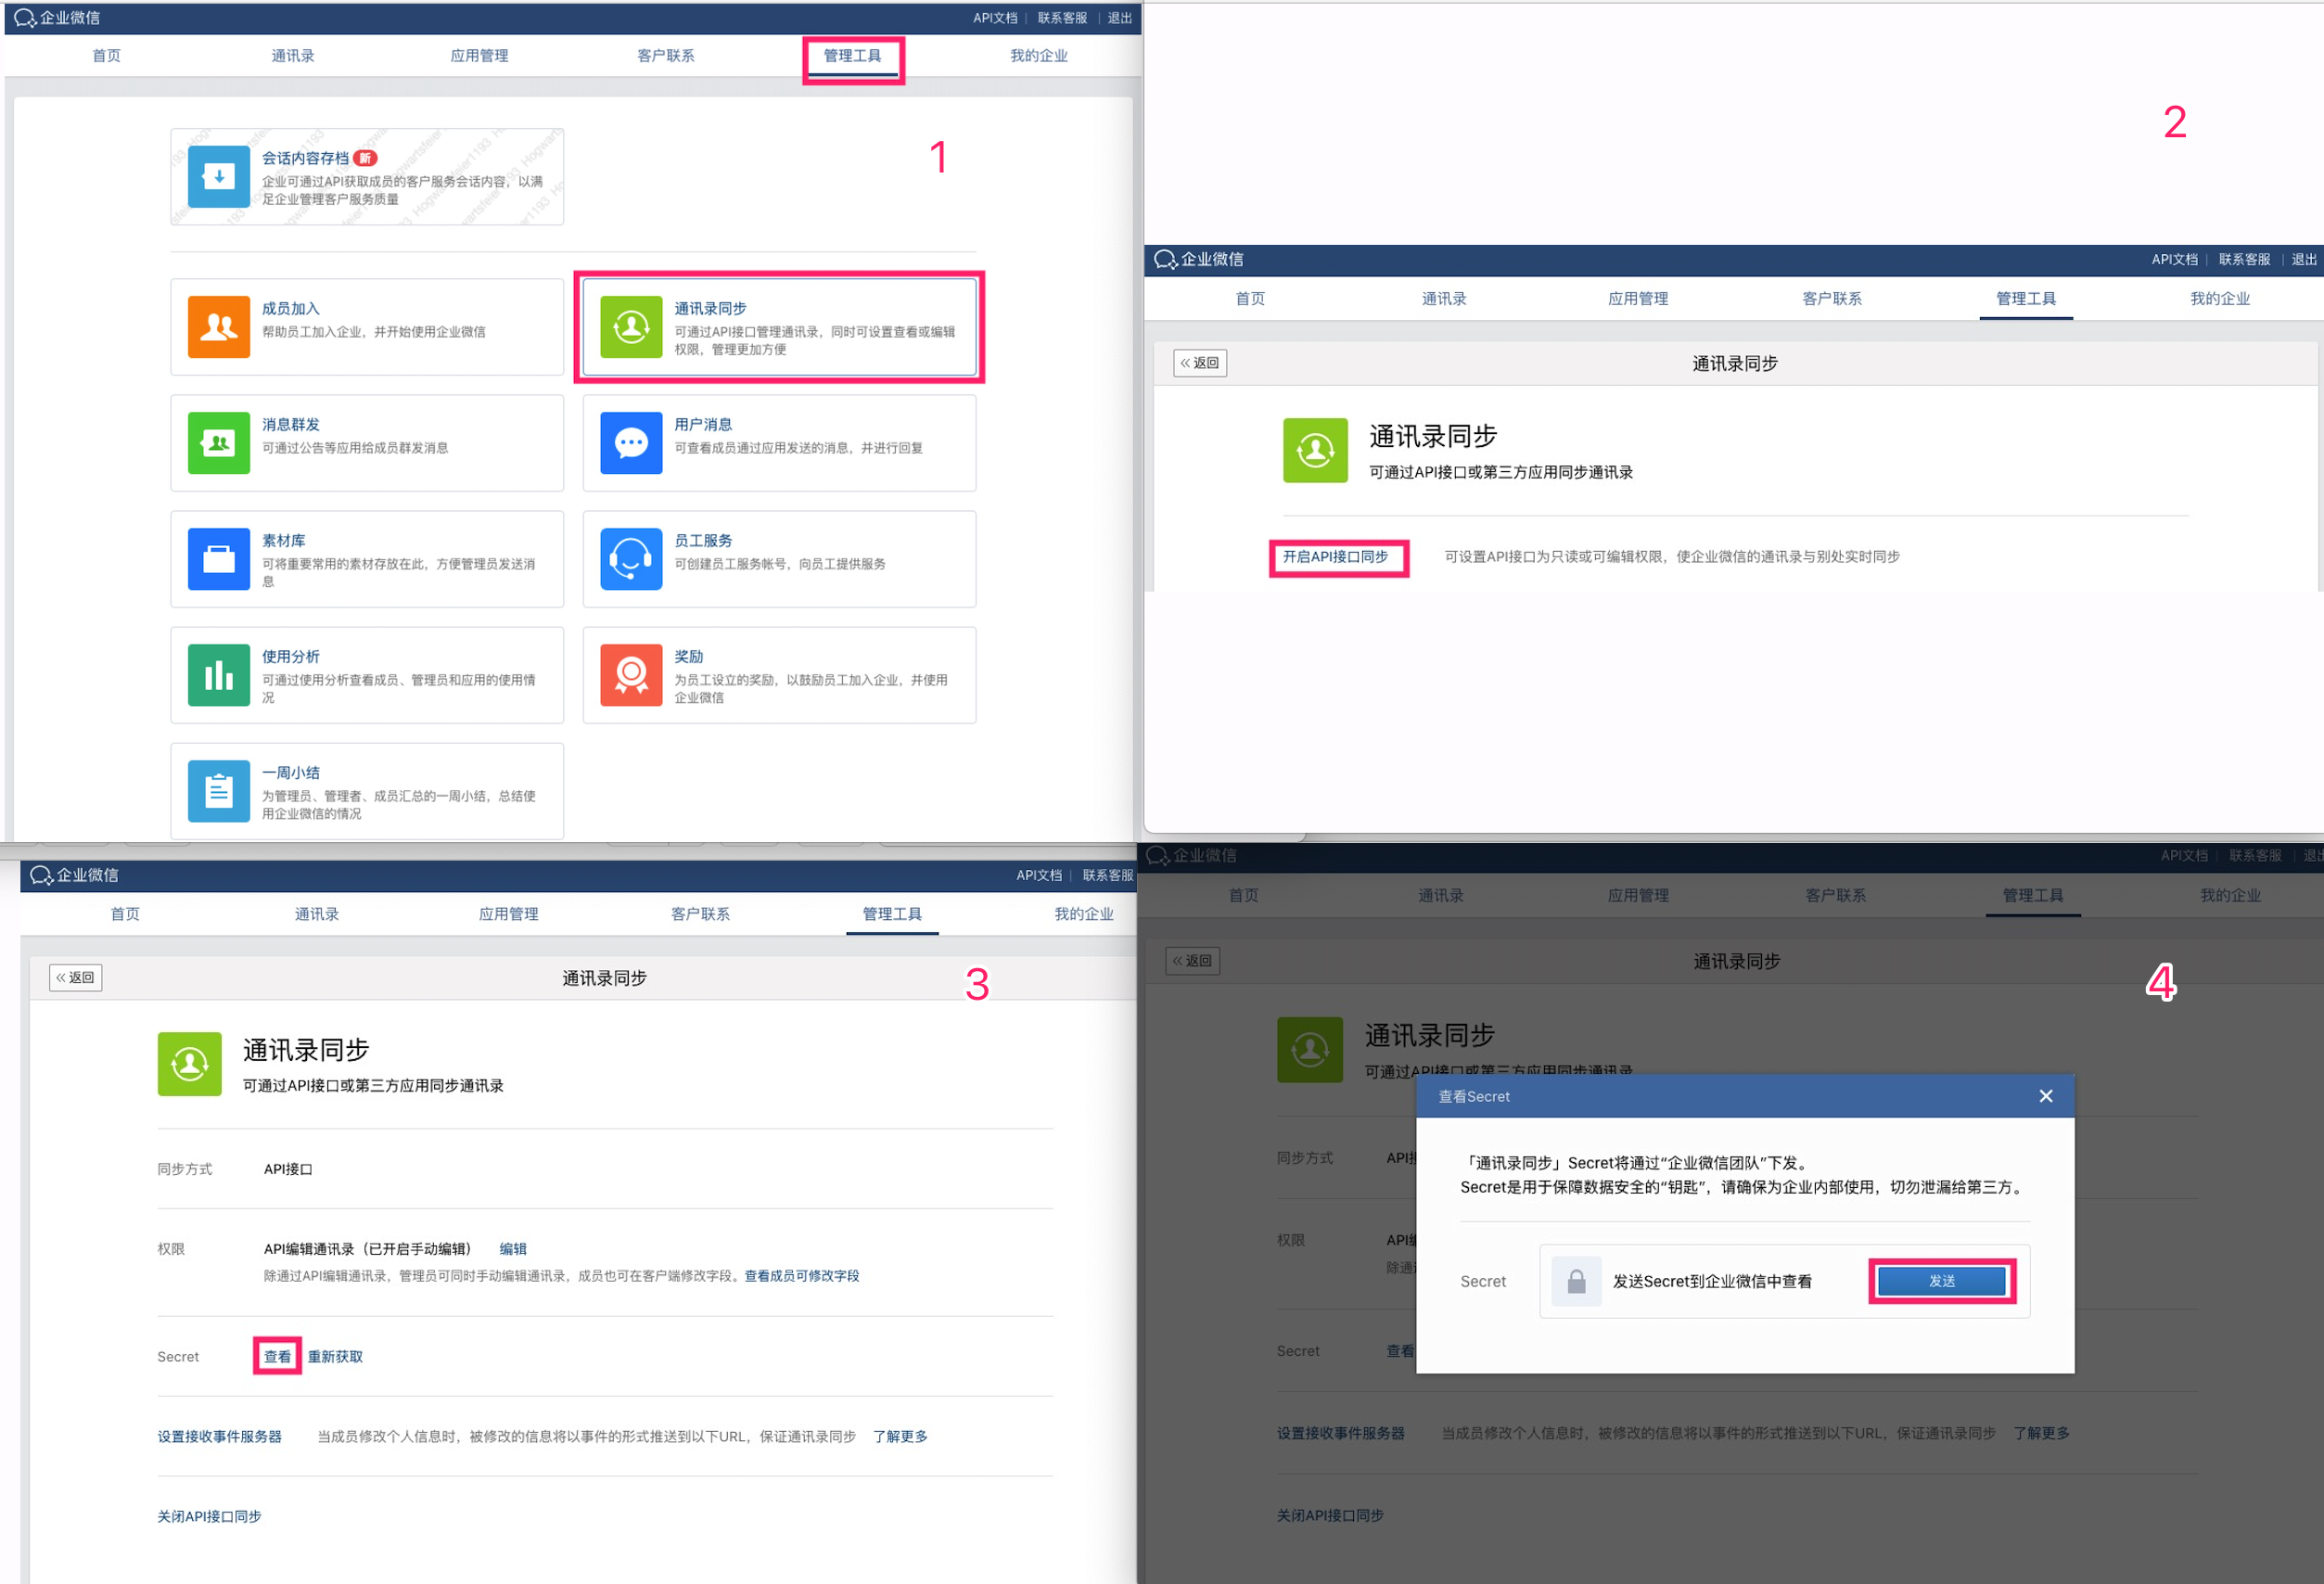 企业微信
API文档 | 联系客服 | 退出
首页 通讯录 应用管理 客户联系 管理工具 我的企业
1
会话内容存档 新
企业可通过API获取成员的客户服务会话内容，以满
足企业管理客户服务质量
成员加入
帮助员工加入企业，并开始使用企业微信
通讯录同步
可通过API接口管理通讯录，同时可设置查看或编辑
权限，管理更加方便
消息群发
可通过公告等应用给成员群发消息
用户消息
可查看成员通过应用发送的消息，并进行回复
素材库
可将重要常用的素材存放在此，方便管理员发送消
息
员工服务
可创建员工服务帐号，向员工提供服务
使用分析
可通过使用分析查看成员、管理员和应用的使用情
况
奖励
为员工设立的奖励，以鼓励员工加入企业，并使用
企业微信
一周小结
为管理员、管理者、成员汇总的一周小结，总结使
用企业微信的情况
2
企业微信
API文档 | 联系客服 | 退出
首页 通讯录 应用管理 客户联系 管理工具 我的企业
«返回
通讯录同步
通讯录同步
可通过API接口或第三方应用同步通讯录
开启API接口同步 可设置API接口为只读或可编辑权限，使企业微信的通讯录与别处实时同步
企业微信
API文档 | 联系客服
首页 通讯录 应用管理 客户联系 管理工具 我的企业
«返回
通讯录同步
3
通讯录同步
可通过API接口或第三方应用同步通讯录
同步方式 API接口
权限 API编辑通讯录（已开启手动编辑） 编辑
除通过API编辑通讯录，管理员可同时手动编辑通讯录，成员也可在客户端修改字段。查看成员可修改字段
Secret 查看 重新获取
设置接收事件服务器 当成员修改个人信息时，被修改的信息将以事件的形式推送到以下URL，保证通讯录同步 了解更多
关闭API接口同步
企业微信
API文档 | 联系客服 | 退出
首页 通讯录 应用管理 客户联系 管理工具 我的企业
«返回
通讯录同步
4
通讯录同步
可通过API接口或第三方应用同步通讯录
查看Secret
「通讯录同步」Secret将通过“企业微信团队”下发。
Secret是用于保障数据安全的“钥匙”，请确保为企业内部使用，切勿泄漏给第三方。
Secret 发送Secret到企业微信中查看 发送
同步方式 API接
权限 API编
除通过
Secret 查看
设置接收事件服务器 当成员修改个人信息时，被修改的信息将以事件的形式推送到以下URL，保证通讯录同步 了解更多
关闭API接口同步